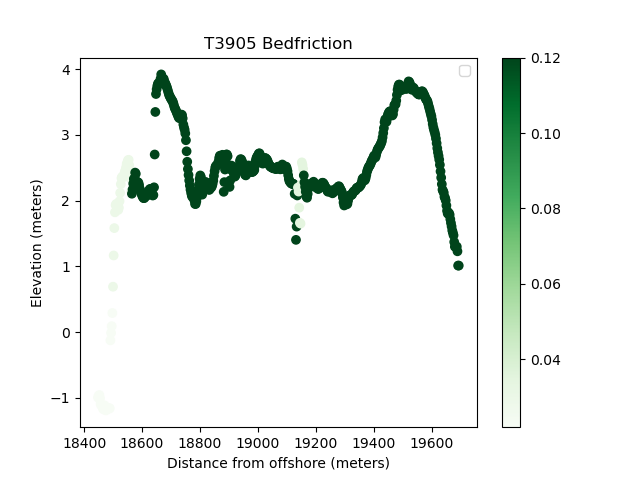 T3905 Bedfriction
4
3
2
1
0
−1
Elevation (meters)
18400 18600 18800 19000 19200 19400 19600
Distance from offshore (meters)
0.12
0.10
0.08
0.06
0.04